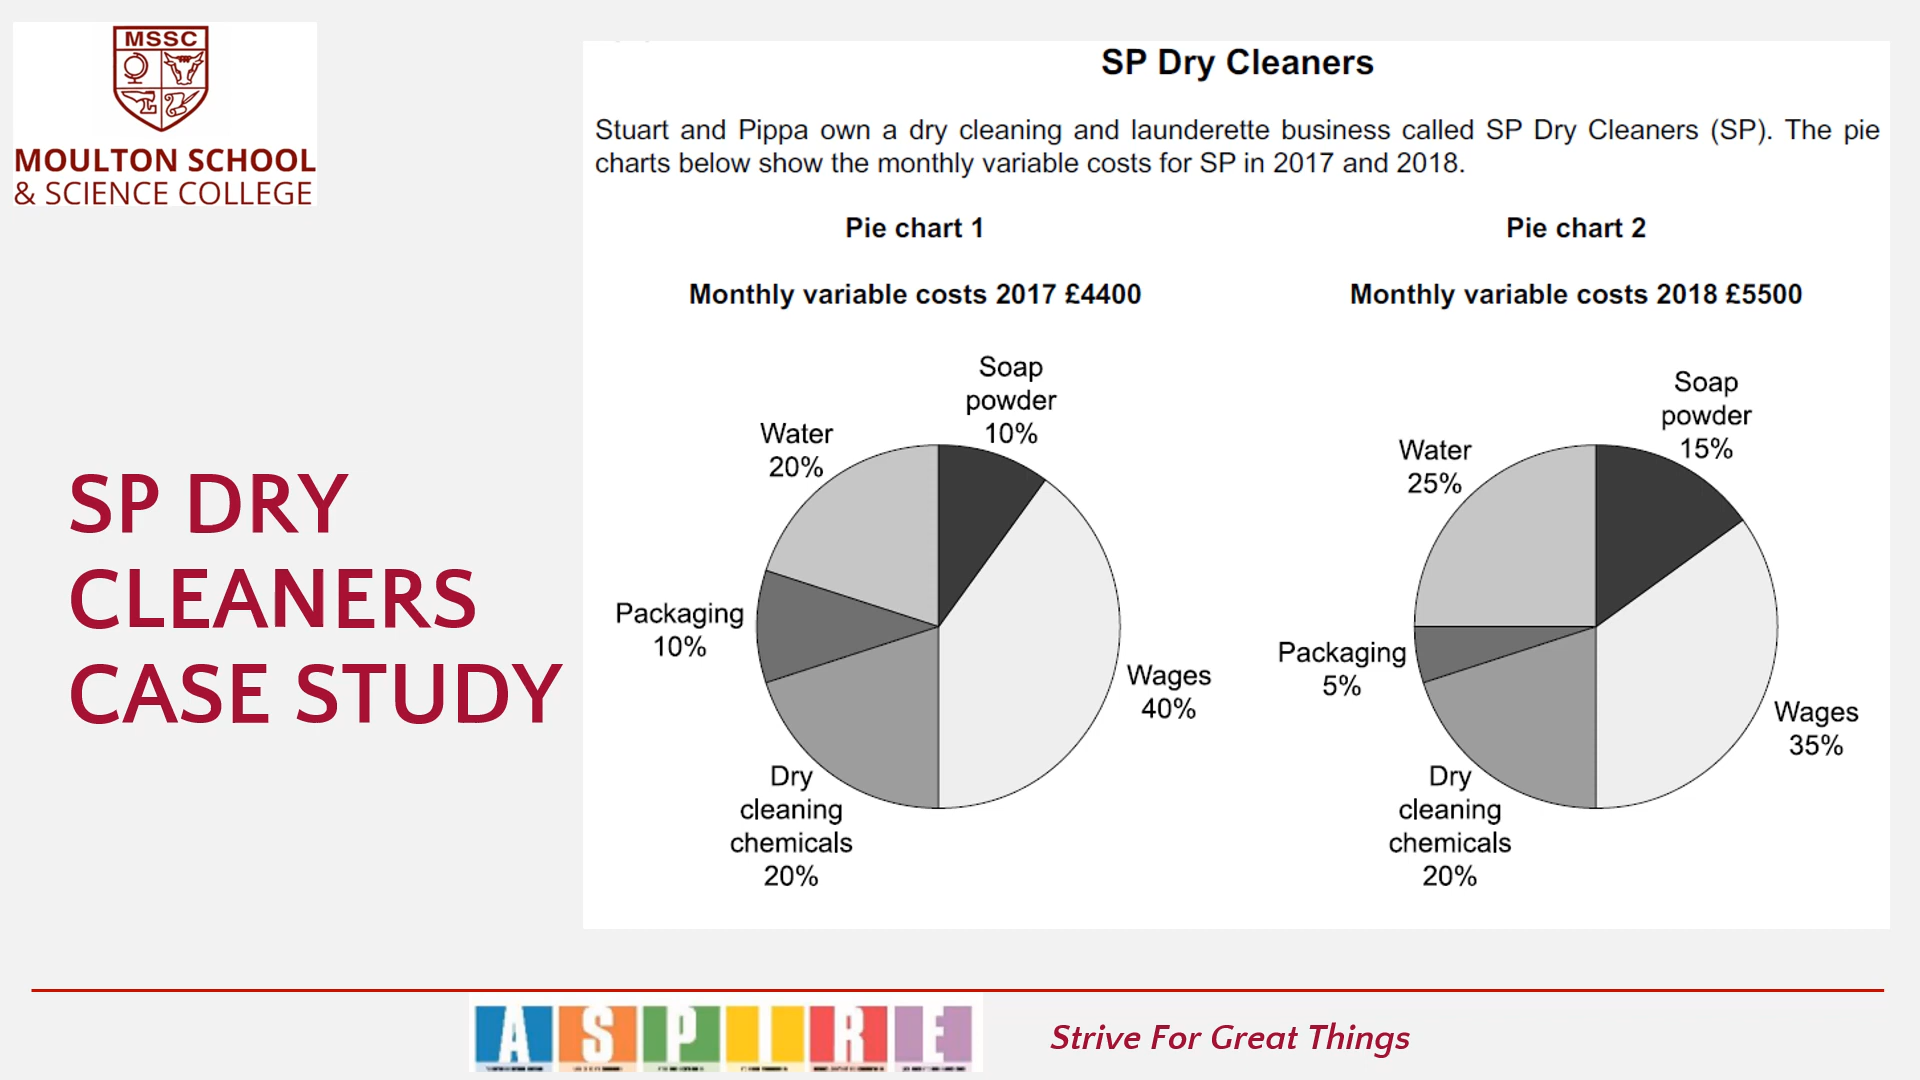 MSSC
MOULTON SCHOOL
& SCIENCE COLLEGE
SP DRY
CLEANERS
CASE STUDY
SP Dry Cleaners
Stuart and Pippa own a dry cleaning and launderette business called SP Dry Cleaners (SP). The pie
charts below show the monthly variable costs for SP in 2017 and 2018.
Pie chart 1
Monthly variable costs 2017 £4400
Soap
powder
10%
Water
20%
Packaging
10%
Wages
40%
Dry
cleaning
chemicals
20%
Pie chart 2
Monthly variable costs 2018 £5500
Soap
powder
15%
Water
25%
Packaging
5%
Wages
35%
Dry
cleaning
chemicals
20%
ASPIRE
Strive For Great Things